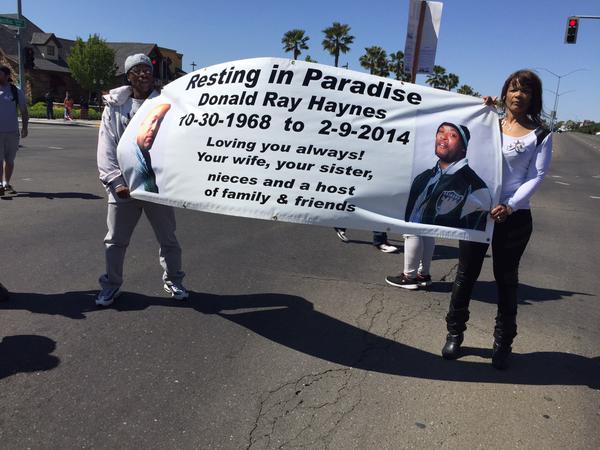 Resting in Paradise
Donald Ray Haynes
10-30-1968 to 2-9-2014
Loving you always!
Your wife, your sister,
nieces and a host
of family & friends